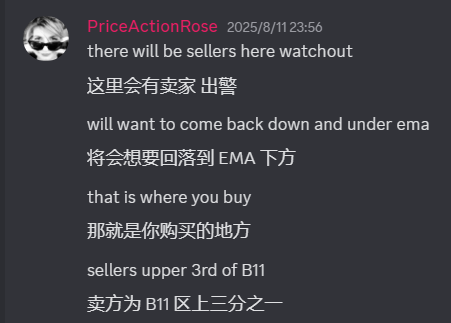 PriceActionRose 2025/8/11 23:56
there will be sellers here watchout
这里会有卖家 出警
will want to come back down and under ema
将会想要回落到 EMA 下方
that is where you buy
那就是你购买的地方
sellers upper 3rd of B11
卖方为 B11 区上三分之一